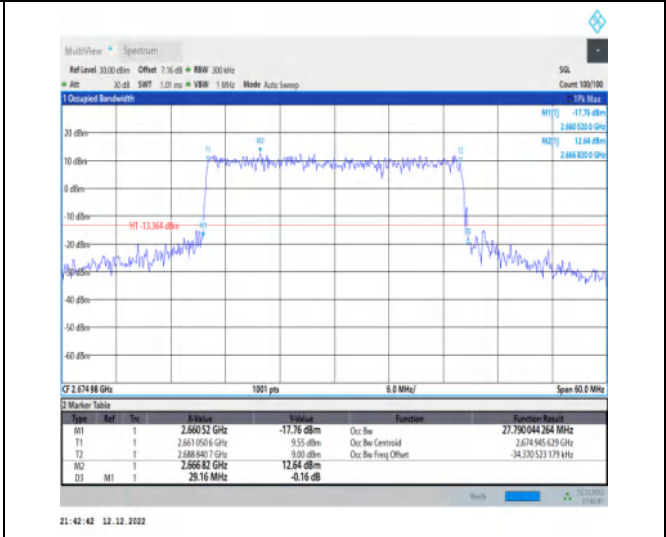 MultiView Spectrum
Ref Level 30.00 dBm Offset 7.16 dB RBW 300 kHz SGL
Att 30 dB SWT 1.01 ms VBW 1 MHz Mode Auto Sweep Count 100/100
1 Occupied Bandwidth 1Pk Max
M1[1] -17.76 dBm
2.660 520 0 GHz
M2[1] 12.64 dBm
2.666 820 0 GHz
20 dBm
T1 M2 T2
10 dBm
0 dBm
-10 dBm
H1 -13.364 dBm M1
-20 dBm
-30 dBm
-40 dBm
-50 dBm
-60 dBm
CF 2.674 98 GHz 1001 pts 6.0 MHz/ Span 60.0 MHz
2 Marker Table
Type Ref Trc X-Value Y-Value Function Function Result
M1 1 2.660 52 GHz -17.76 dBm Occ Bw 27.790 044 264 MHz
T1 1 2.661 050 6 GHz 9.55 dBm Occ Bw Centroid 2.674 945 629 GHz
T2 1 2.688 840 7 GHz 9.00 dBm Occ Bw Freq Offset -34.370 523 179 kHz
M2 1 2.666 82 GHz 12.64 dBm
D3 M1 1 29.16 MHz -0.16 dB
Ready 12.12.2022
21:42:42 12.12.2022